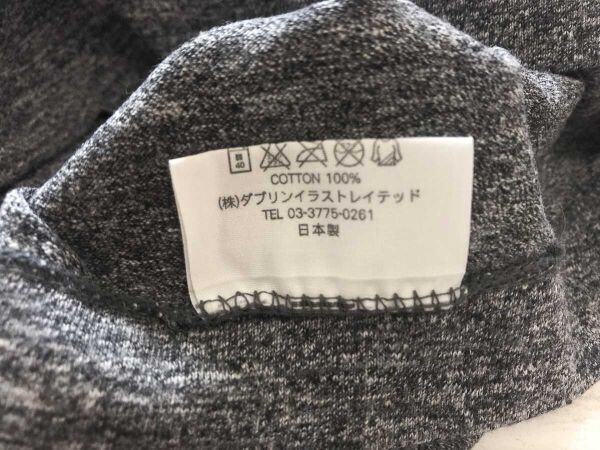 40
COTTON 100%
(株)ダブリンイラストレイテッド
TEL 03-3775-0261
日本製